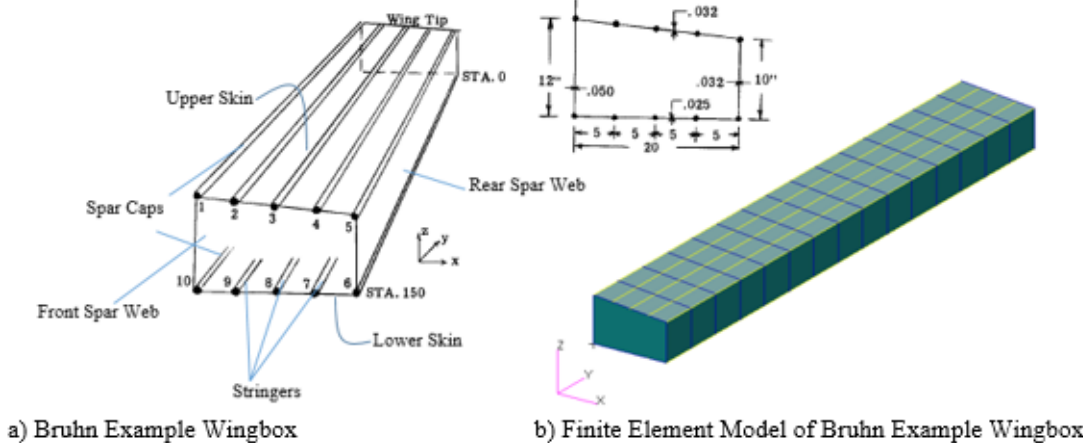 Wing Tip
STA. 0
Upper Skin
Rear Spar Web
Spar Caps
1 2 3 4 5
z
y
x
10 9 8 7 6
STA. 150
Front Spar Web
Lower Skin
Stringers
.032
12"
.050
.032
10"
.025
5 5 5 5
20
Z
Y
X
a) Bruhn Example Wingbox
b) Finite Element Model of Bruhn Example Wingbox